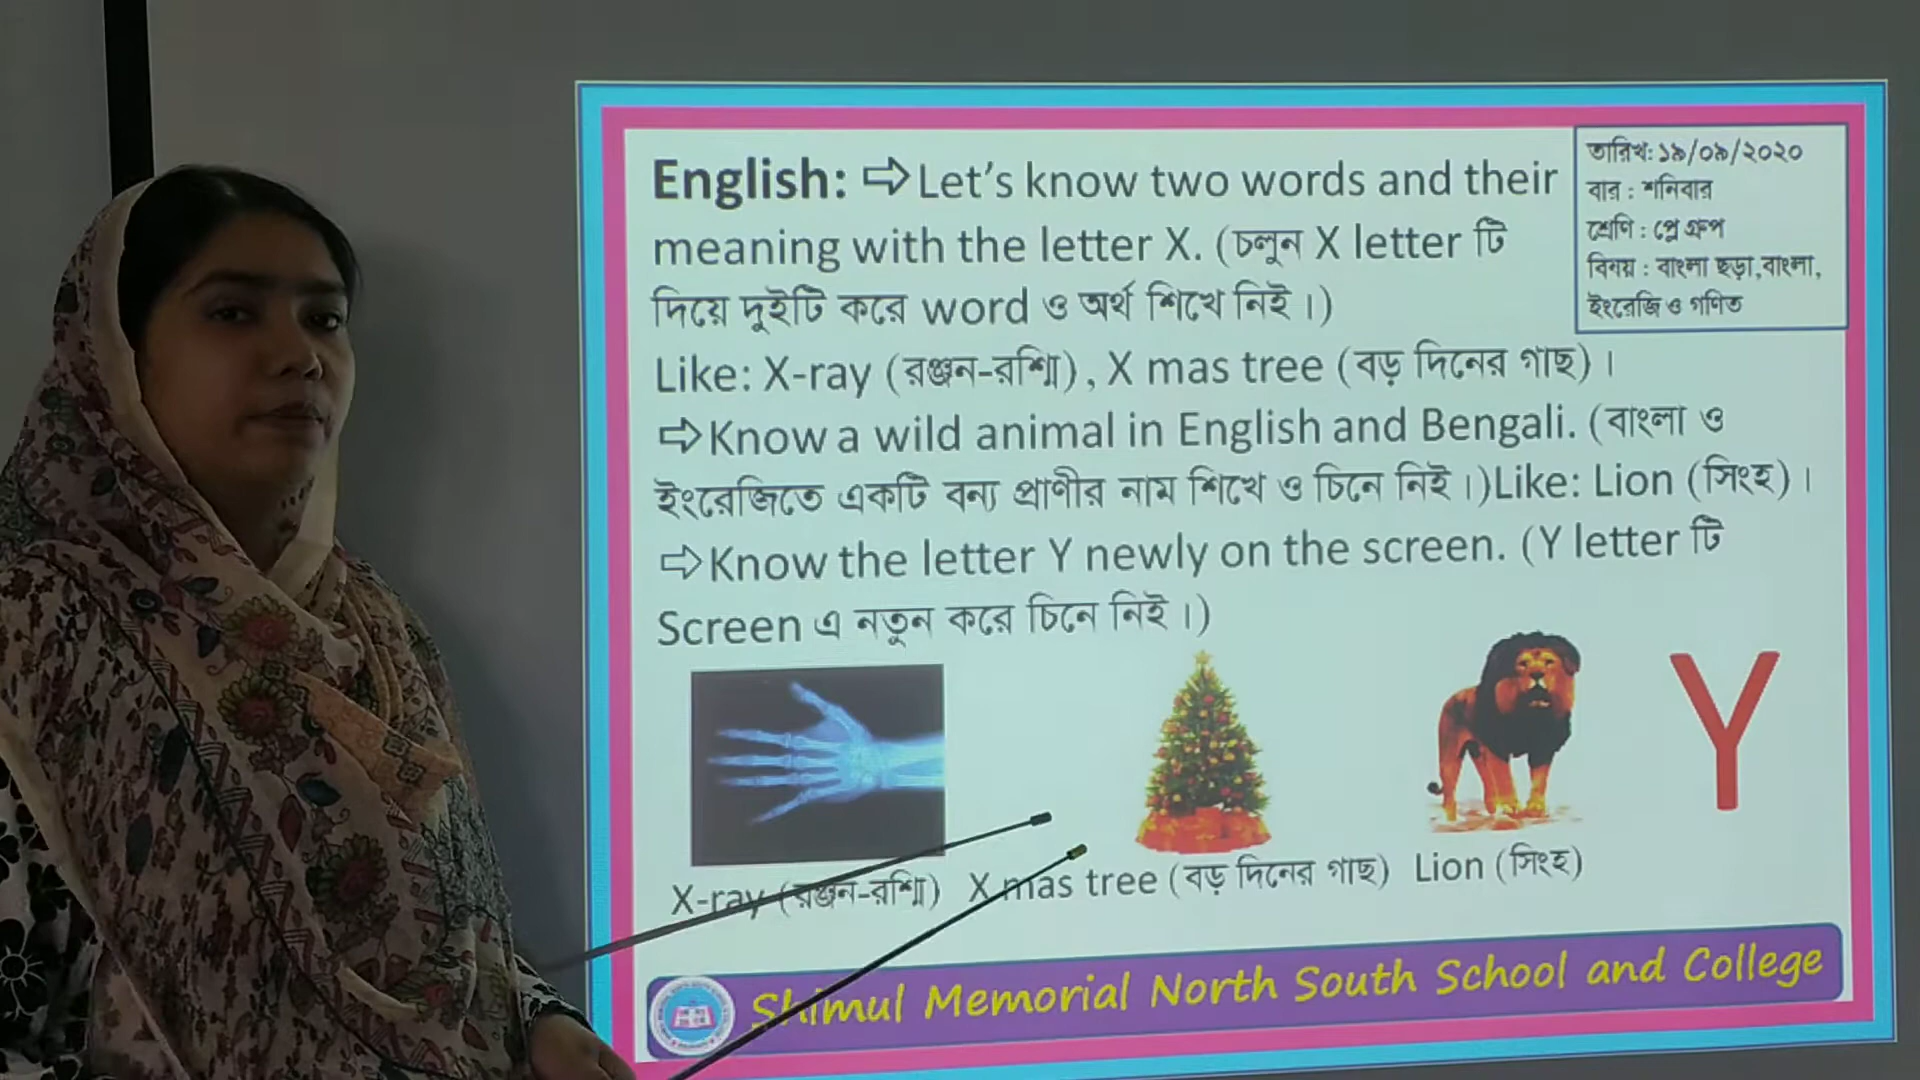 English: ⇨Let's know two words and their
meaning with the letter X. (চলুন X letter টি
দিয়ে দুইটি করে word ও অর্থ শিখে নিই।)
Like: X-ray (রঞ্জন-রশ্মি), X mas tree (বড় দিনের গাছ)।
⇨Know a wild animal in English and Bengali. (বাংলা ও
ইংরেজিতে একটি বন্য প্রাণীর নাম শিখে ও চিনে নিই।)Like: Lion (সিংহ)।
⇨Know the letter Y newly on the screen. (Y letter টি
Screen এ নতুন করে চিনে নিই।)
তারিখ: ১৯/০৯/২০২০
বার : শনিবার
শ্রেণি : প্লে গ্রুপ
বিষয় : বাংলা ছড়া,বাংলা,
ইংরেজি ও গণিত
Y
X-ray (রঞ্জন-রশ্মি) X mas tree (বড় দিনের গাছ) Lion (সিংহ)
Shimul Memorial North South School and College